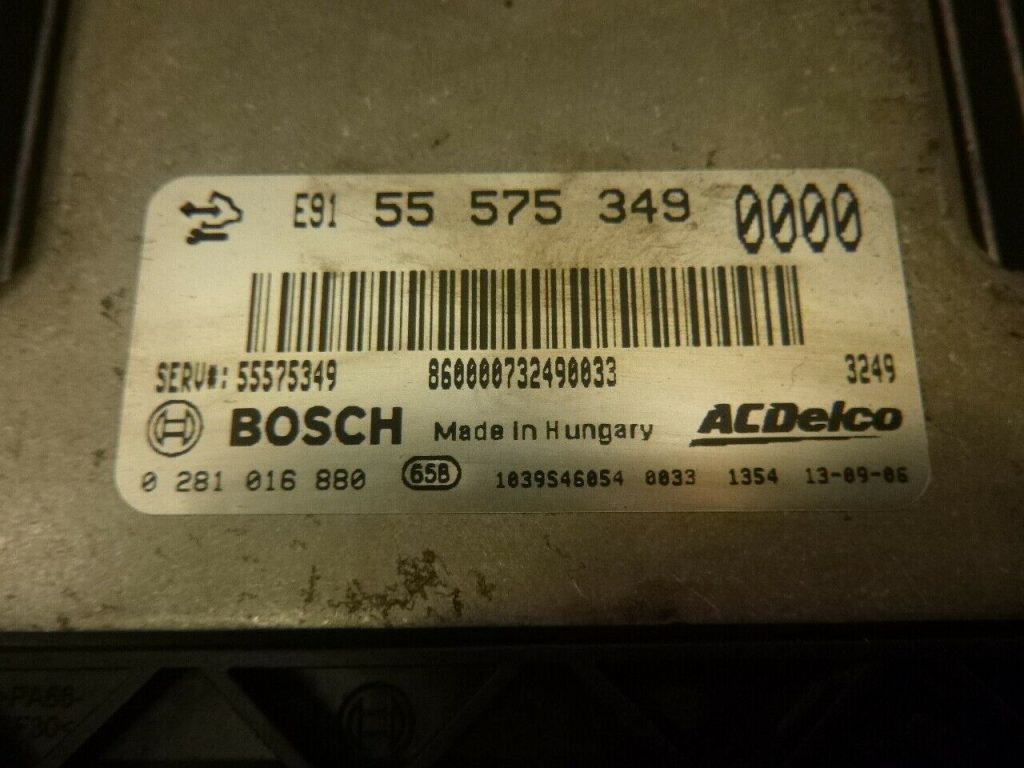 E91 55 575 349 0000
SERV#: 55575349 860000732490033 3249
BOSCH Made in Hungary ACDelco
0 281 016 880 65B 1039S46054 0033 1354 13-09-06